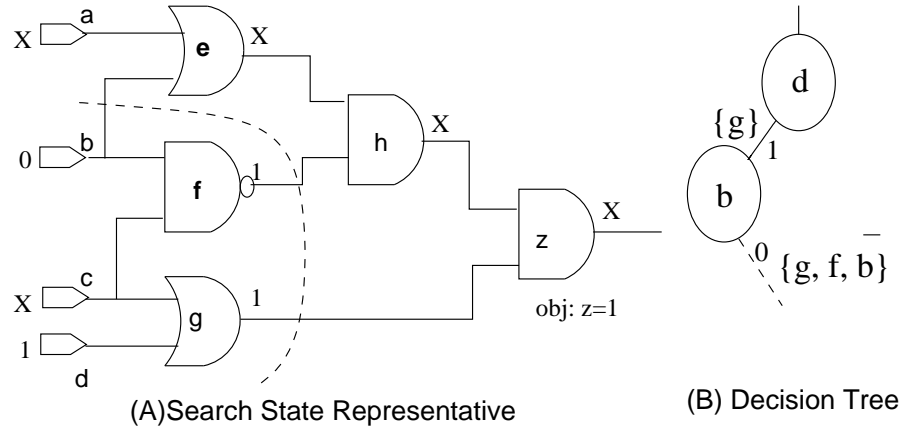 a
X
e
X
b
0
f
1
h
X
c
X
g
1
1
d
z
X
obj: z=1
(A)Search State Representative
d
{g}
1
b
0
{g, f, b̅}
(B) Decision Tree